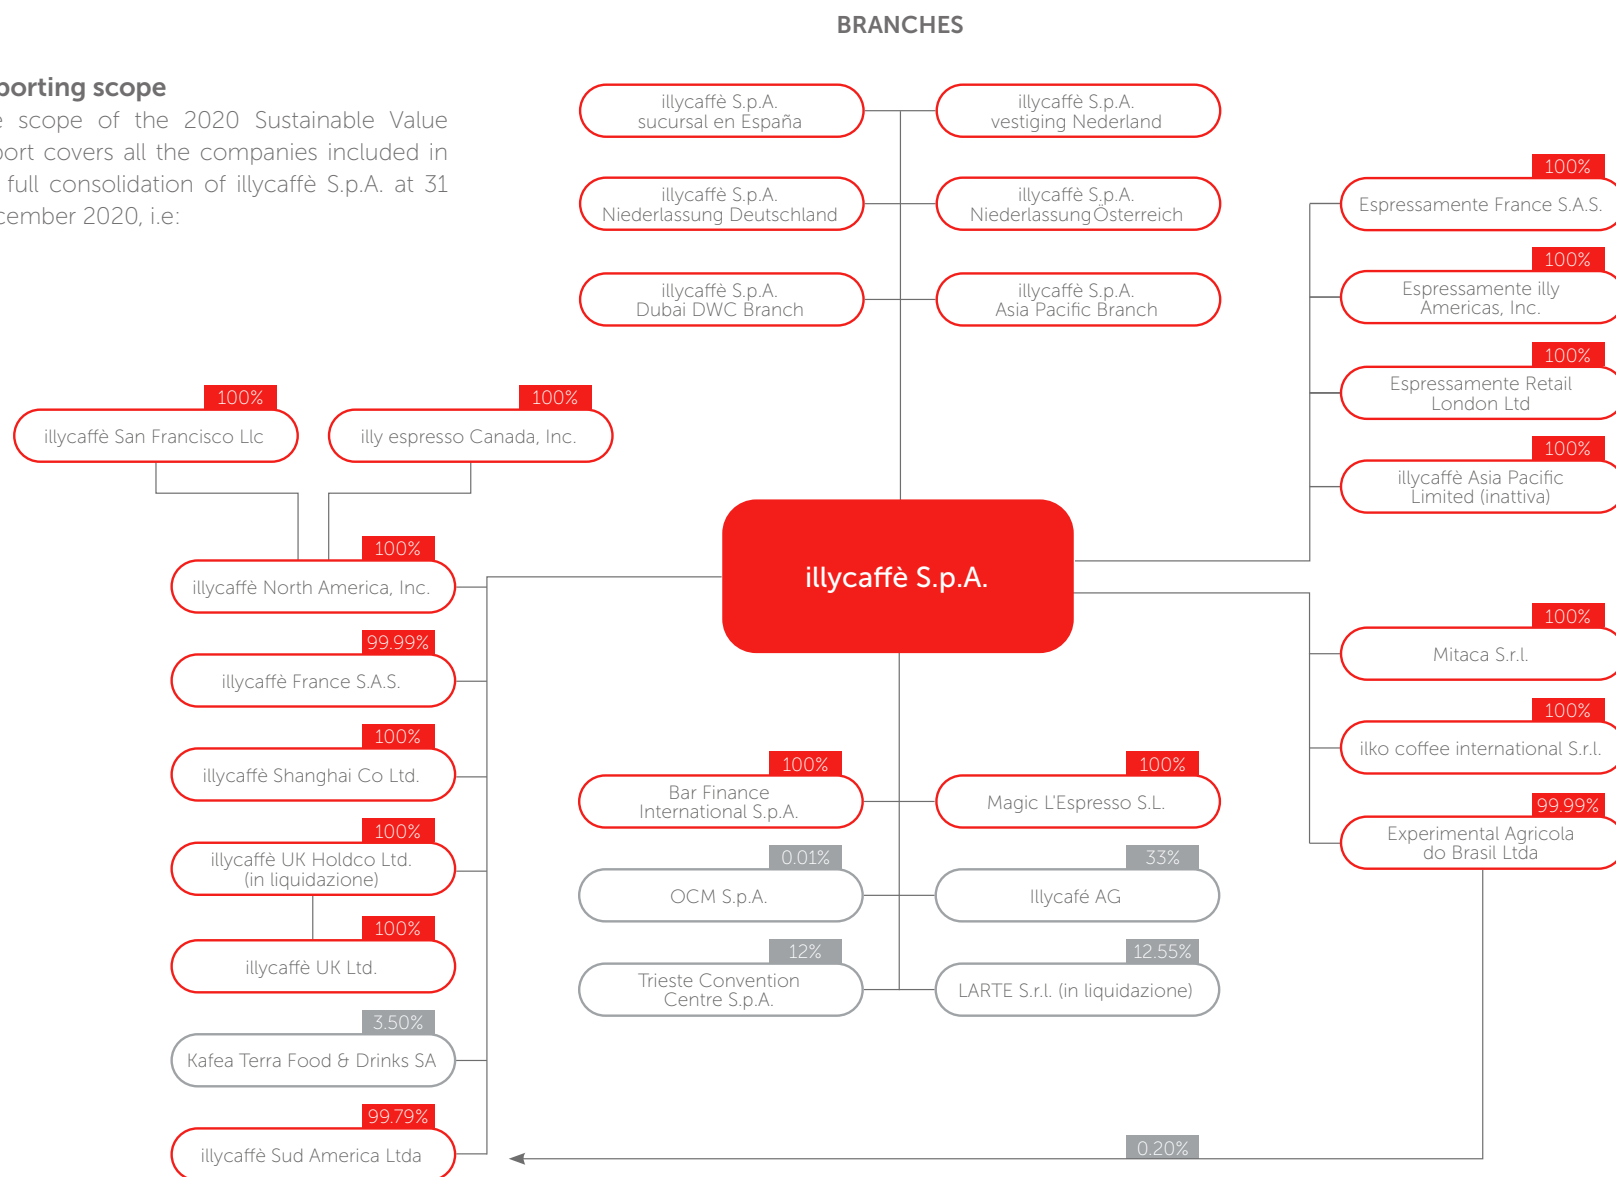 BRANCHES
porting scope
e scope of the 2020 Sustainable Value
port covers all the companies included in
full consolidation of illycaffè S.p.A. at 31
cember 2020, i.e:
illycaffè S.p.A.
sucursal en España
illycaffè S.p.A.
vestiging Nederland
illycaffè S.p.A.
Niederlassung Deutschland
illycaffè S.p.A.
Niederlassung Österreich
illycaffè S.p.A.
Dubai DWC Branch
illycaffè S.p.A.
Asia Pacific Branch
100%
Espressamente France S.A.S.
100%
Espressamente illy
Americas, Inc.
100%
Espressamente Retail
London Ltd
100%
illycaffè Asia Pacific
Limited (inattiva)
100%
illycaffè San Francisco Llc
100%
illy espresso Canada, Inc.
illycaffè S.p.A.
100%
illycaffè North America, Inc.
99.99%
illycaffè France S.A.S.
100%
illycaffè Shanghai Co Ltd.
100%
illycaffè UK Holdco Ltd.
(in liquidazione)
100%
illycaffè UK Ltd.
3.50%
Kafea Terra Food & Drinks SA
99.79%
illycaffè Sud America Ltda
100%
Bar Finance
International S.p.A.
100%
Magic L'Espresso S.L.
0.01%
OCM S.p.A.
33%
Illycafé AG
12%
Trieste Convention
Centre S.p.A.
12.55%
LARTE S.r.l. (in liquidazione)
100%
Mitaca S.r.l.
100%
ilko coffee international S.r.l.
99.99%
Experimental Agricola
do Brasil Ltda
0.20%